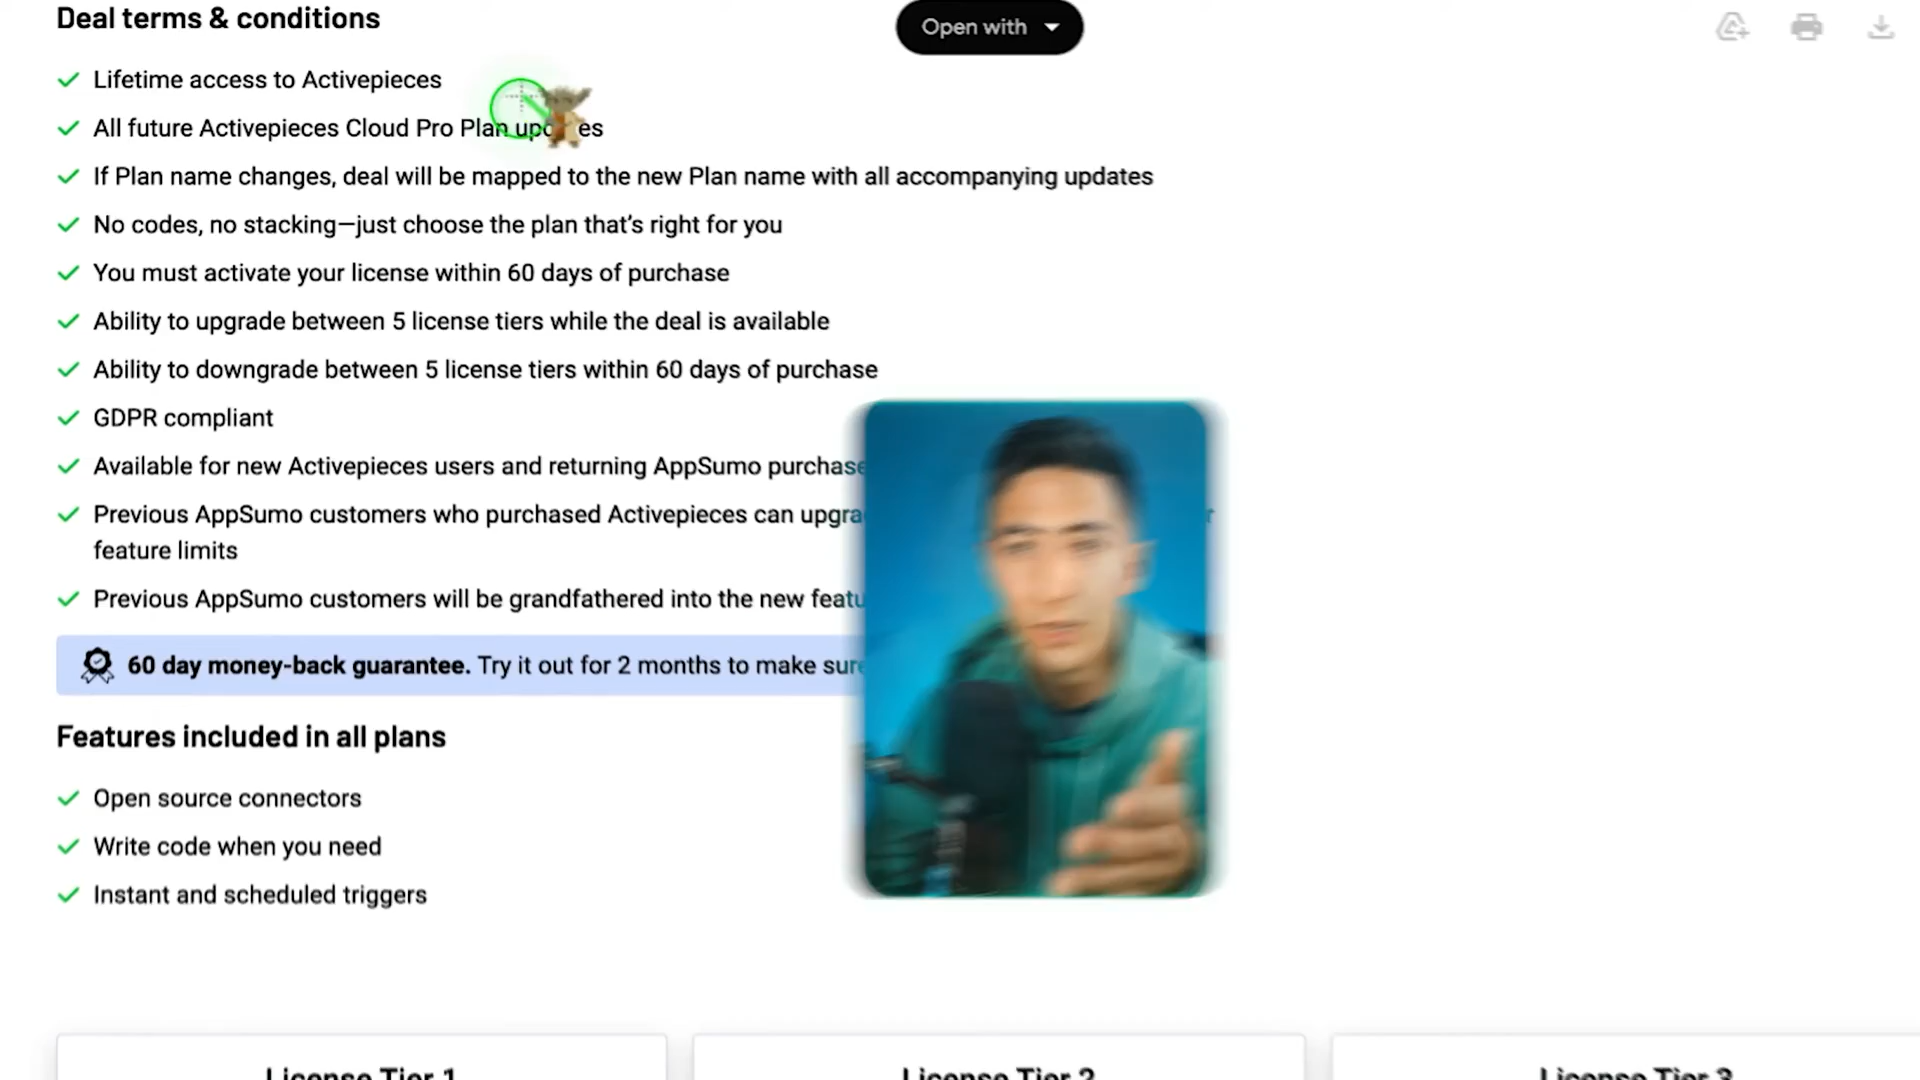 Deal terms & conditions
Open with
Lifetime access to Activepieces
All future Activepieces Cloud Pro Plan
If Plan name changes, deal will be mapped to the new Plan name with all accompanying updates
No codes, no stacking—just choose the plan that's right for you
You must activate your license within 60 days of purchase
Ability to upgrade between 5 license tiers while the deal is available
Ability to downgrade between 5 license tiers within 60 days of purchase
GDPR compliant
Available for new Activepieces users and returning AppSumo
Previous AppSumo customers who purchased Activepieces can
feature limits
Previous AppSumo customers will be grandfathered into the new
60 day money-back guarantee. Try it out for 2 months to make sure
Features included in all plans
Open source connectors
Write code when you need
Instant and scheduled triggers
License Tier 1
License Tier 2
License Tier 3